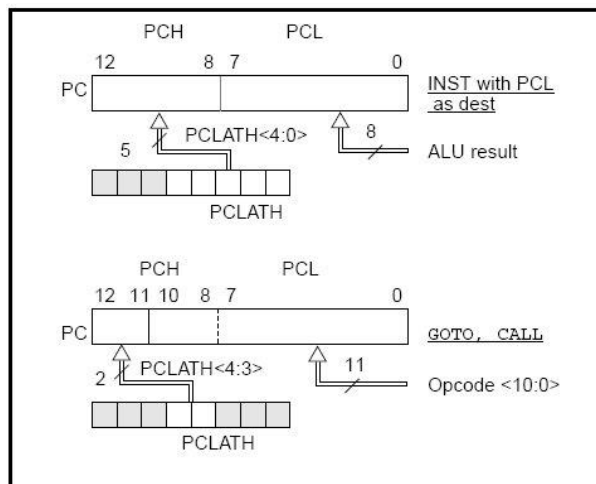 PCH PCL
12 8 7 0
PC
INST with PCL
as dest
5 PCLATH<4:0> 8
ALU result
PCLATH
PCH PCL
12 11 10 8 7 0
PC
GOTO, CALL
2 PCLATH<4:3> 11
Opcode <10:0>
PCLATH